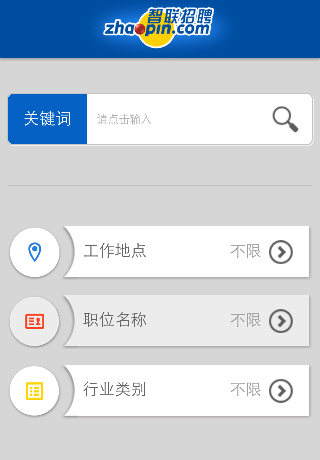 智联招聘
zhaopin.com
关键词 请点击输入
工作地点 不限
职位名称 不限
行业类别 不限